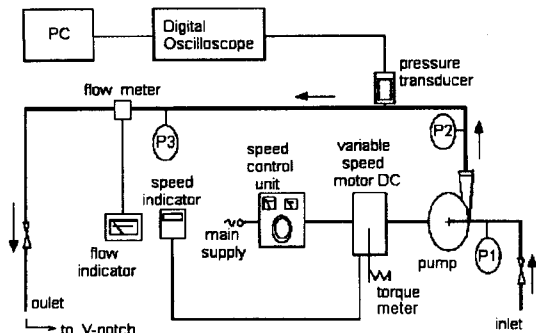 PC
Digital
Oscilloscope
pressure
transducer
flow meter
P3
P2
speed
indicator
speed
control
unit
variable
speed
motor DC
main
supply
flow
indicator
pump
P1
torque
meter
oulet
to V-notch
inlet